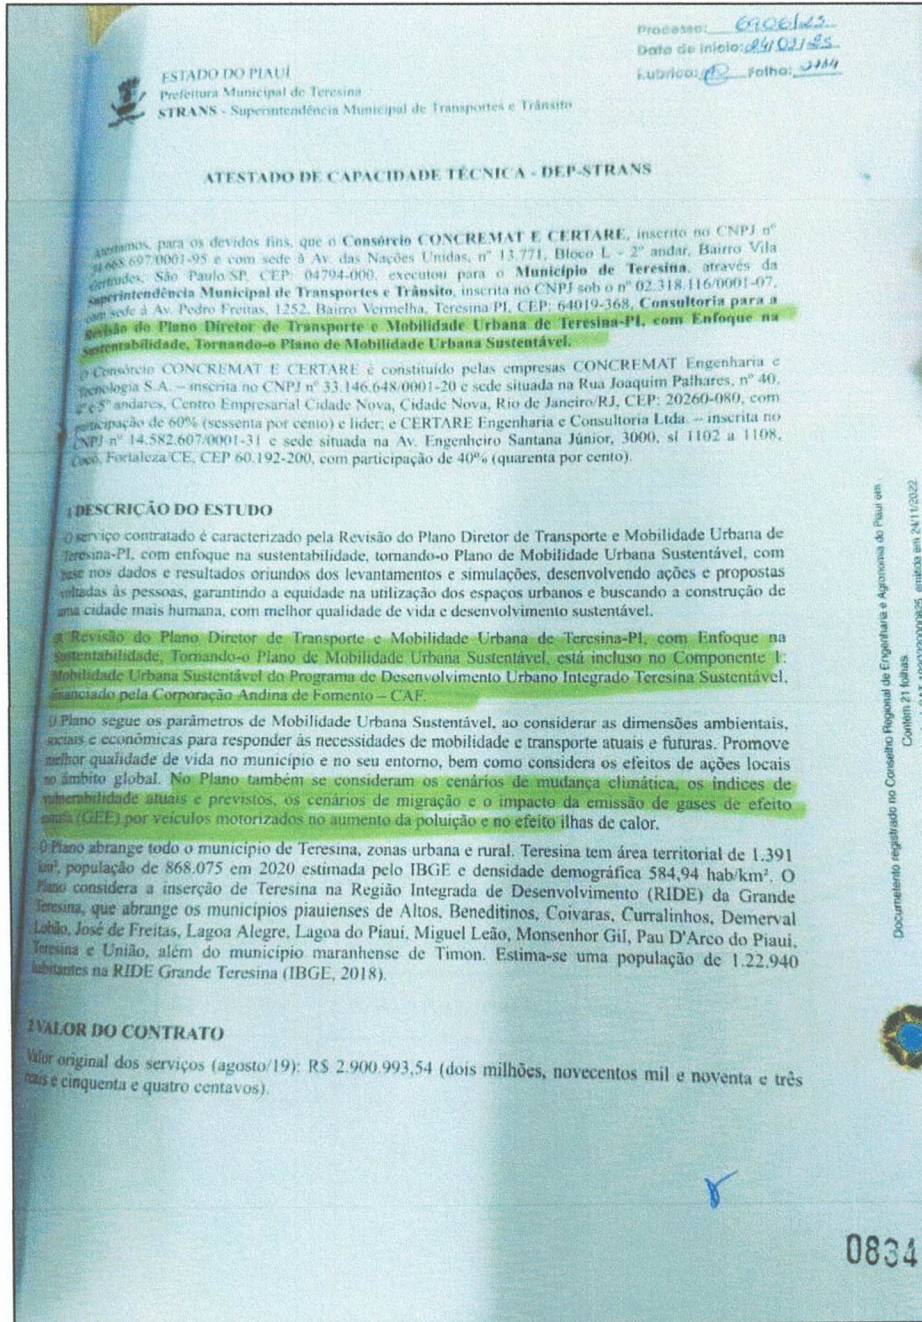 Processo: 6906/23
Data de início: 24/02/25
Rubrica: Folha:
ESTADO DO PIAUÍ
Prefeitura Municipal de Teresina
STRANS - Superintendência Municipal de Transportes e Trânsito
ATESTADO DE CAPACIDADE TÉCNICA - DEP-STRANS
Atestamos, para os devidos fins, que o Consórcio CONCREMAT E CERTARE, inscrito no CNPJ nº
.668.697/0001-95 e com sede à Av. das Nações Unidas, nº 13.771, Bloco L - 2º andar, Bairro Vila
Gertrudes, São Paulo/SP, CEP: 04794-000, executou para o Município de Teresina, através da
Superintendência Municipal de Transportes e Trânsito, inscrita no CNPJ sob o nº 02.318.116/0001-07,
com sede à Av. Pedro Freitas, 1252, Bairro Vermelha, Teresina/PI, CEP: 64019-368, Consultoria para a
Revisão do Plano Diretor de Transporte e Mobilidade Urbana de Teresina-PI, com Enfoque na
Sustentabilidade, Tornando-o Plano de Mobilidade Urbana Sustentável.
O Consórcio CONCREMAT E CERTARE é constituído pelas empresas CONCREMAT Engenharia e
Tecnologia S.A. – inscrita no CNPJ nº 33.146.648/0001-20 e sede situada na Rua Joaquim Palhares, nº 40,
4º e 5º andares, Centro Empresarial Cidade Nova, Cidade Nova, Rio de Janeiro/RJ, CEP: 20260-080, com
participação de 60% (sessenta por cento) e líder; e CERTARE Engenharia e Consultoria Ltda. – inscrita no
CNPJ nº 14.582.607/0001-31 e sede situada na Av. Engenheiro Santana Júnior, 3000, sl 1102 a 1108,
Cocó, Fortaleza/CE, CEP 60.192-200, com participação de 40% (quarenta por cento).
1 DESCRIÇÃO DO ESTUDO
O serviço contratado é caracterizado pela Revisão do Plano Diretor de Transporte e Mobilidade Urbana de
Teresina-PI, com enfoque na sustentabilidade, tornando-o Plano de Mobilidade Urbana Sustentável, com
base nos dados e resultados oriundos dos levantamentos e simulações, desenvolvendo ações e propostas
voltadas às pessoas, garantindo a equidade na utilização dos espaços urbanos e buscando a construção de
uma cidade mais humana, com melhor qualidade de vida e desenvolvimento sustentável.
A Revisão do Plano Diretor de Transporte e Mobilidade Urbana de Teresina-PI, com Enfoque na
Sustentabilidade, Tornando-o Plano de Mobilidade Urbana Sustentável, está incluso no Componente 1:
Mobilidade Urbana Sustentável do Programa de Desenvolvimento Urbano Integrado Teresina Sustentável,
financiado pela Corporação Andina de Fomento – CAF.
O Plano segue os parâmetros de Mobilidade Urbana Sustentável, ao considerar as dimensões ambientais,
sociais e econômicas para responder às necessidades de mobilidade e transporte atuais e futuras. Promove
melhor qualidade de vida no município e no seu entorno, bem como considera os efeitos de ações locais
no âmbito global. No Plano também se consideram os cenários de mudança climática, os índices de
vulnerabilidade atuais e previstos, os cenários de migração e o impacto da emissão de gases de efeito
estufa (GEE) por veículos motorizados no aumento da poluição e no efeito ilhas de calor.
O Plano abrange todo o município de Teresina, zonas urbana e rural. Teresina tem área territorial de 1.391
km², população de 868.075 em 2020 estimada pelo IBGE e densidade demográfica 584,94 hab/km². O
Plano considera a inserção de Teresina na Região Integrada de Desenvolvimento (RIDE) da Grande
Teresina, que abrange os municípios piauienses de Altos, Beneditinos, Coivaras, Curralinhos, Demerval
Lobão, José de Freitas, Lagoa Alegre, Lagoa do Piauí, Miguel Leão, Monsenhor Gil, Pau D'Arco do Piauí,
Teresina e União, além do município maranhense de Timon. Estima-se uma população de 1.22.940
habitantes na RIDE Grande Teresina (IBGE, 2018).
2 VALOR DO CONTRATO
Valor original dos serviços (agosto/19): R$ 2.900.993,54 (dois milhões, novecentos mil e noventa e três
reais e cinquenta e quatro centavos).
Documetento registrado no Conselho Regional de Engenharia e Agronomia do Piauí em
Contém 21 folhas
emitida em 24/11/2022
0834